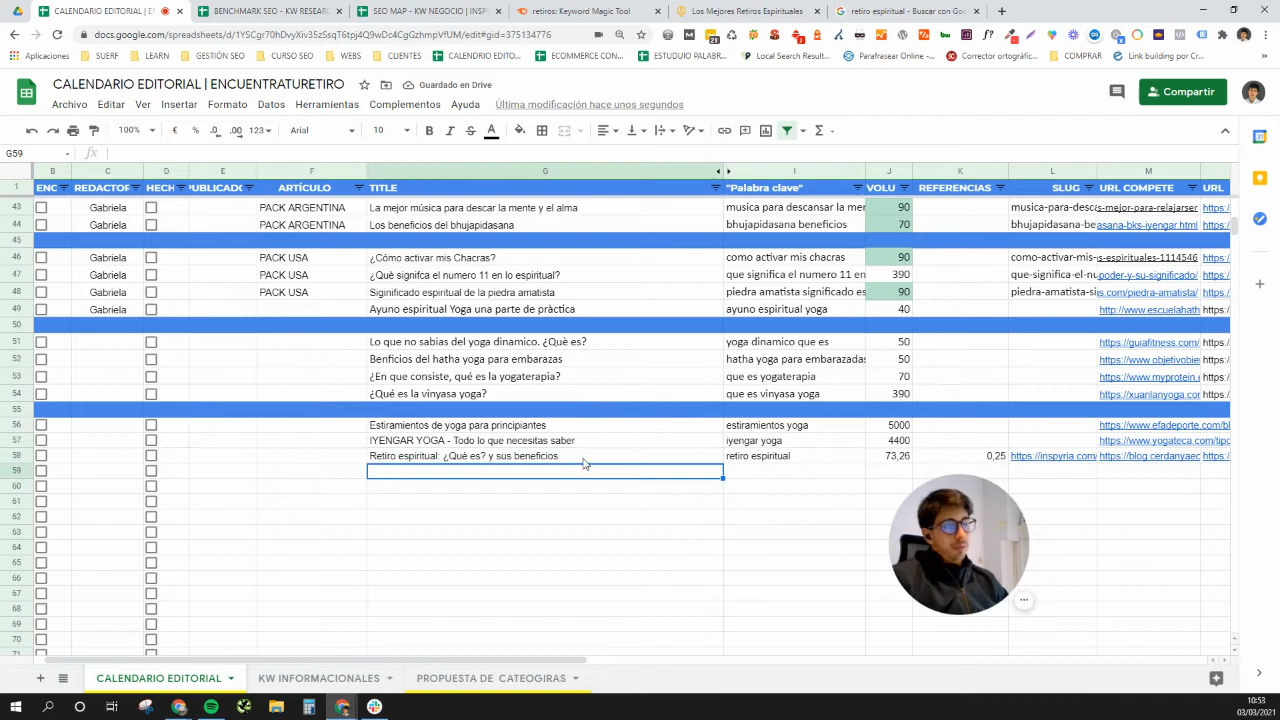 CALENDARIO EDITORIAL |
BENCHMARK SEO - KW RESEAR
SEO MAP - KW NEGOCIO | INSP
retiros: Keyword Magic Tool
Los Mejores Retiros Espirituales
retiro espiritual - Buscar con Goo
docs.google.com/spreadsheets/d/1YSCgr70hDvyXiv35zSsqT6tpj4Q9wDc4CgGzhmpVfUM/edit#gid=375134776
Aplicaciones
SUERF
LEARN
GESTIÓN SE
CURSO SEO
WEBS
CLIENTES
CALENDARIO EDITO...
ECOMMERCE CON...
ESTUDIO PALABR...
Local Search Result...
Parafrasear Online -...
Corrector ortográfic...
COMPRAR
Link building por Cr...
CALENDARIO EDITORIAL | ENCUENTRATURETIRO
Guardado en Drive
Archivo Editar Ver Insertar Formato Datos Herramientas Complementos Ayuda Última modificación hace unos segundos
Compartir
100% € % .0 .00 123 Arial 10
G59
fx
B C D E F G I J K L M
1 ENC REDACTOR HECH PUBLICADO ARTÍCULO TITLE "Palabra clave" VOLU REFERENCIAS SLUG URL COMPETE URL
43 PACK ARGENTINA La mejor música para descar la mente y el alma musica para descansar la mer 90 musica-para-desc s-mejor-para-relajarser https:/
44 Gabriela PACK ARGENTINA Los beneficios del bhujapidasana bhujapidasana beneficios 70 bhujapidasana-be asana-bks-iyengar.html https:/
45
46 Gabriela PACK USA ¿Cómo activar mis Chacras? como activar mis chacras 90 como-activar-mis- s-espirituales-1114546 https:/
47 Gabriela PACK USA ¿Què signifca el numero 11 en lo espiritual? que significa el numero 11 en 390 que-significa-el-nu poder-y-su-significado/ https:/
48 Gabriela PACK USA Siginificado espiritual de la piedra amatista piedra amatista significado es 90 piedra-amatista-si s.com/piedra-amatista/ https:/
49 Gabriela Ayuno espiritual Yoga una parte de pràctica ayuno espiritual yoga 40 http://www.escuelahath https:/
50
51 Lo que no sabias del yoga dinamico. ¿Què es? yoga dinamico que es 50 https://guiafitness.com/ https:/
52 Benficios del hatha yoga para embarazas hatha yoga para embarazadas 50 https://www.objetivobie https:/
53 ¿En que consiste, qué es la yogaterapia? que es yogaterapia 70 https://www.myprotein.e https:/
54 ¿Qué es la vinyasa yoga? que es vinyasa yoga 390 https://xuanlanyoga.cor https:/
55
56 Estiramientos de yoga para principiantes estiramientos yoga 5000 https://www.efadeporte.com/bl
57 IYENGAR YOGA - Todo lo que necesitas saber iyengar yoga 4400 https://www.yogateca.com/tipo
58 Retiro espiritual: ¿Qué es? y sus beneficios retiro espiritual 73,26 0,25 https://inspyria.com/ https://blog.cerdanyaec https:/
59
60
61
62
63
64
65
66
67
68
69
70
71
CALENDARIO EDITORIAL
KW INFORMACIONALES
PROPUESTA DE CATEOGIRAS
10:53
03/03/2021